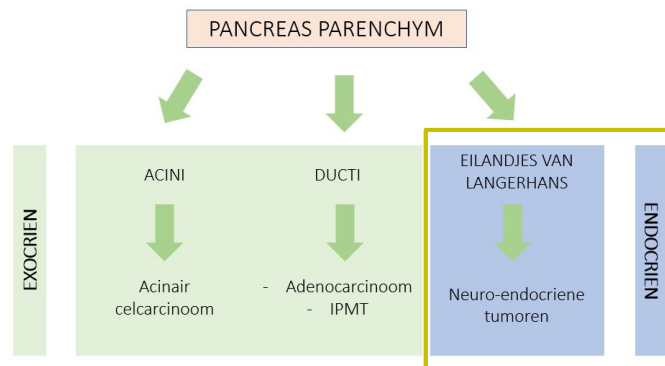 PANCREAS PARENCHYM
EXOCRIEN
ACINI
DUCTI
EILANDJES VAN
LANGERHANS
ENDOCRIEN
Acinair
celcarcinoom
- Adenocarcinoom
- IPMT
Neuro-endocriene
tumoren